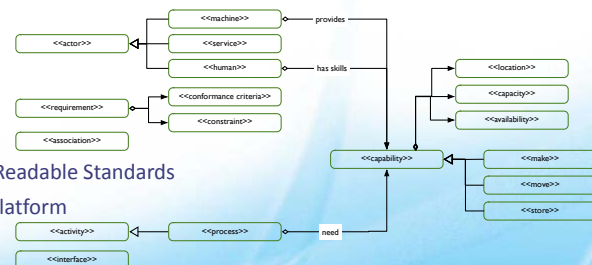 <<machine>>
provides
<<actor>>
<<service>>
<<human>>
has skills
<<location>>
<<conformance criteria>>
<<capacity>>
<<requirement>>
<<constraint>>
<<availability>>
<<association>>
<<capability>>
<<make>>
Readable Standards
<<move>>
Platform
<<store>>
<<activity>>
<<process>>
need
<<interface>>